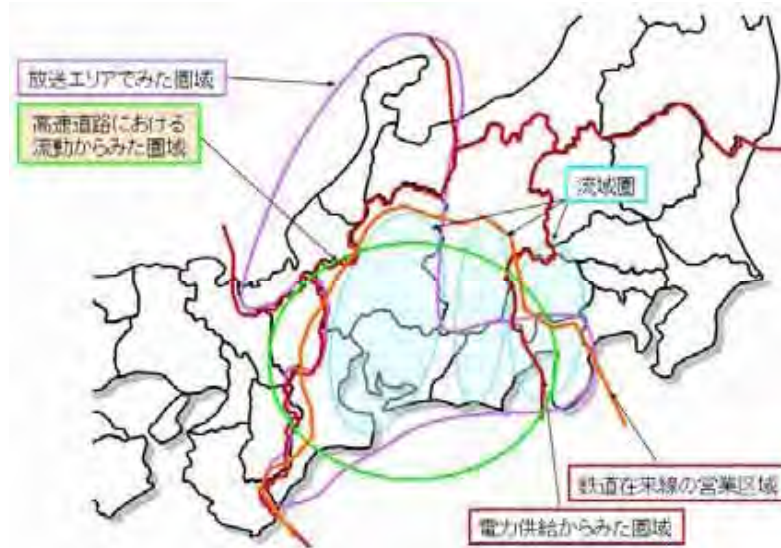 放送エリアでみた圏域
高速道路における
流動からみた圏域
流域圏
鉄道在来線の営業区域
電力供給からみた圏域